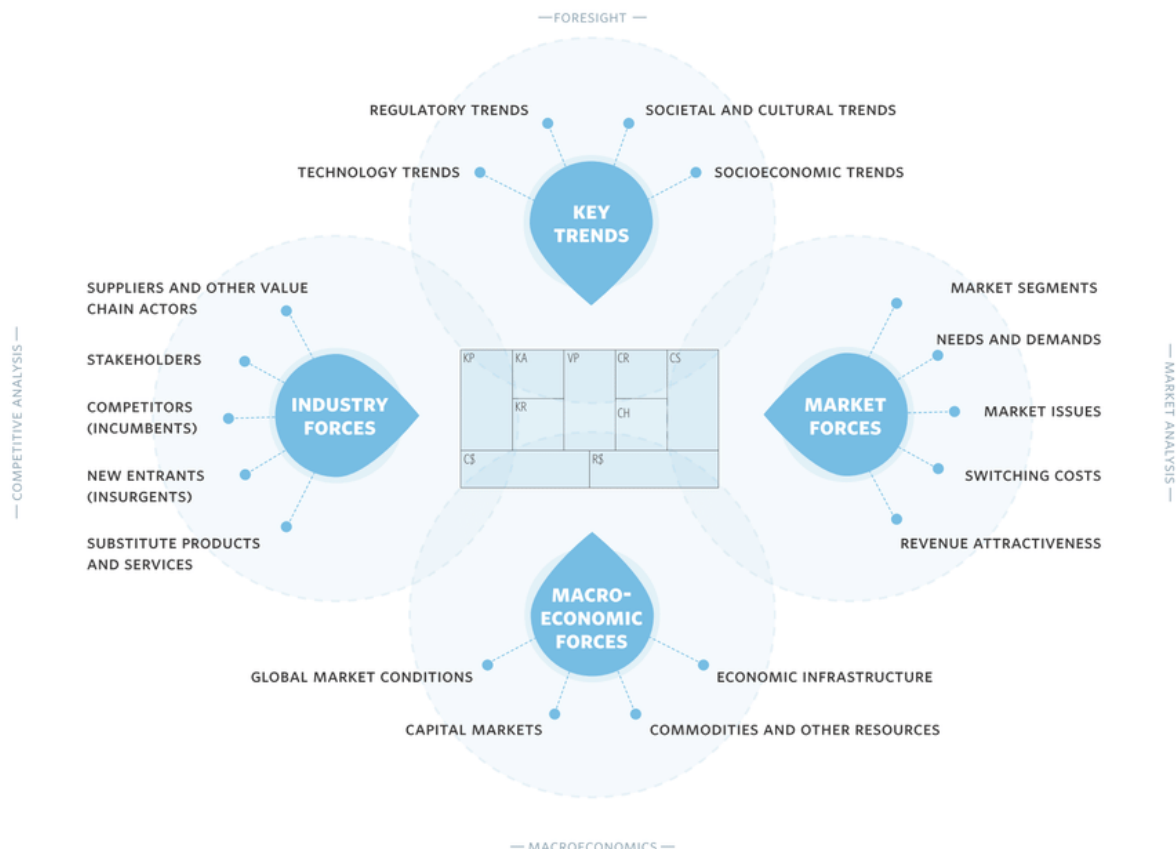 —FORESIGHT —
REGULATORY TRENDS
SOCIETAL AND CULTURAL TRENDS
TECHNOLOGY TRENDS
SOCIOECONOMIC TRENDS
KEY
TRENDS
— COMPETITIVE ANALYSIS —
SUPPLIERS AND OTHER VALUE
CHAIN ACTORS
STAKEHOLDERS
COMPETITORS
(INCUMBENTS)
NEW ENTRANTS
(INSURGENTS)
SUBSTITUTE PRODUCTS
AND SERVICES
INDUSTRY
FORCES
KP
KA
VP
CR
CS
KR
CH
C$
R$
MARKET
FORCES
MARKET SEGMENTS
NEEDS AND DEMANDS
MARKET ISSUES
SWITCHING COSTS
REVENUE ATTRACTIVENESS
— MARKET ANALYSIS —
MACRO-
ECONOMIC
FORCES
GLOBAL MARKET CONDITIONS
ECONOMIC INFRASTRUCTURE
CAPITAL MARKETS
COMMODITIES AND OTHER RESOURCES
— MACROECONOMICS —